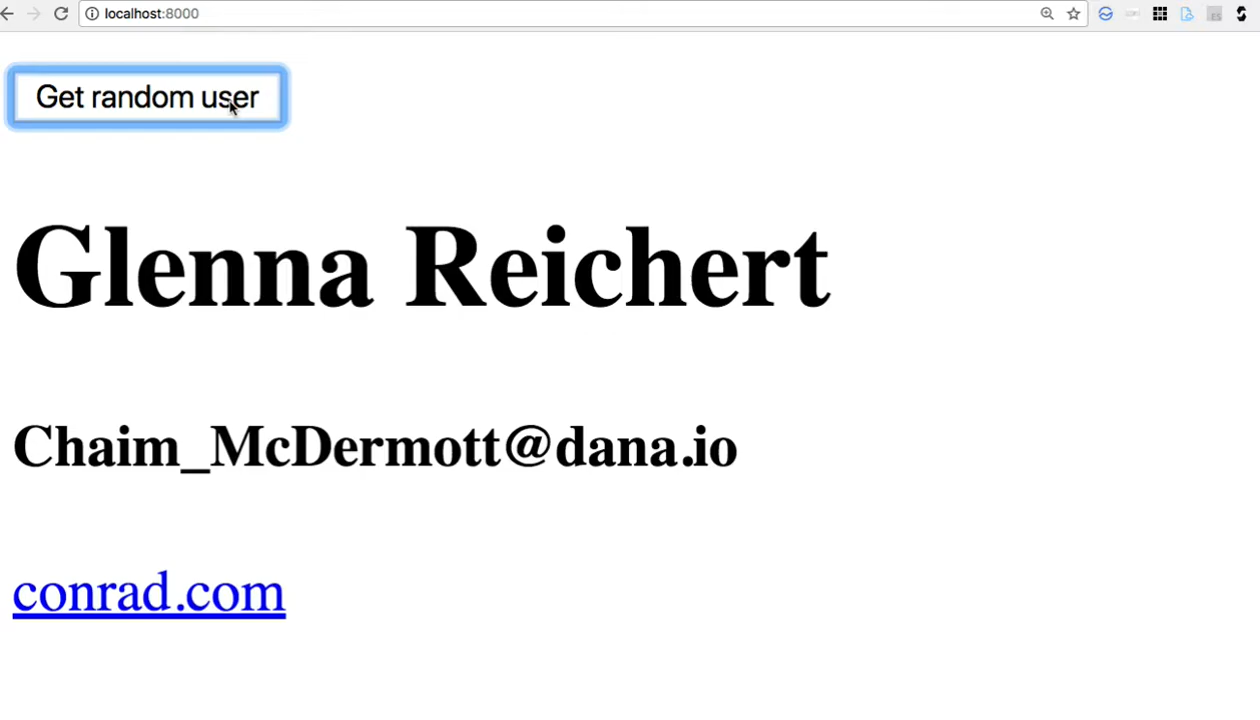 localhost:8000
Get random user
Glenna Reichert
Chaim_McDermott@dana.io
conrad.com